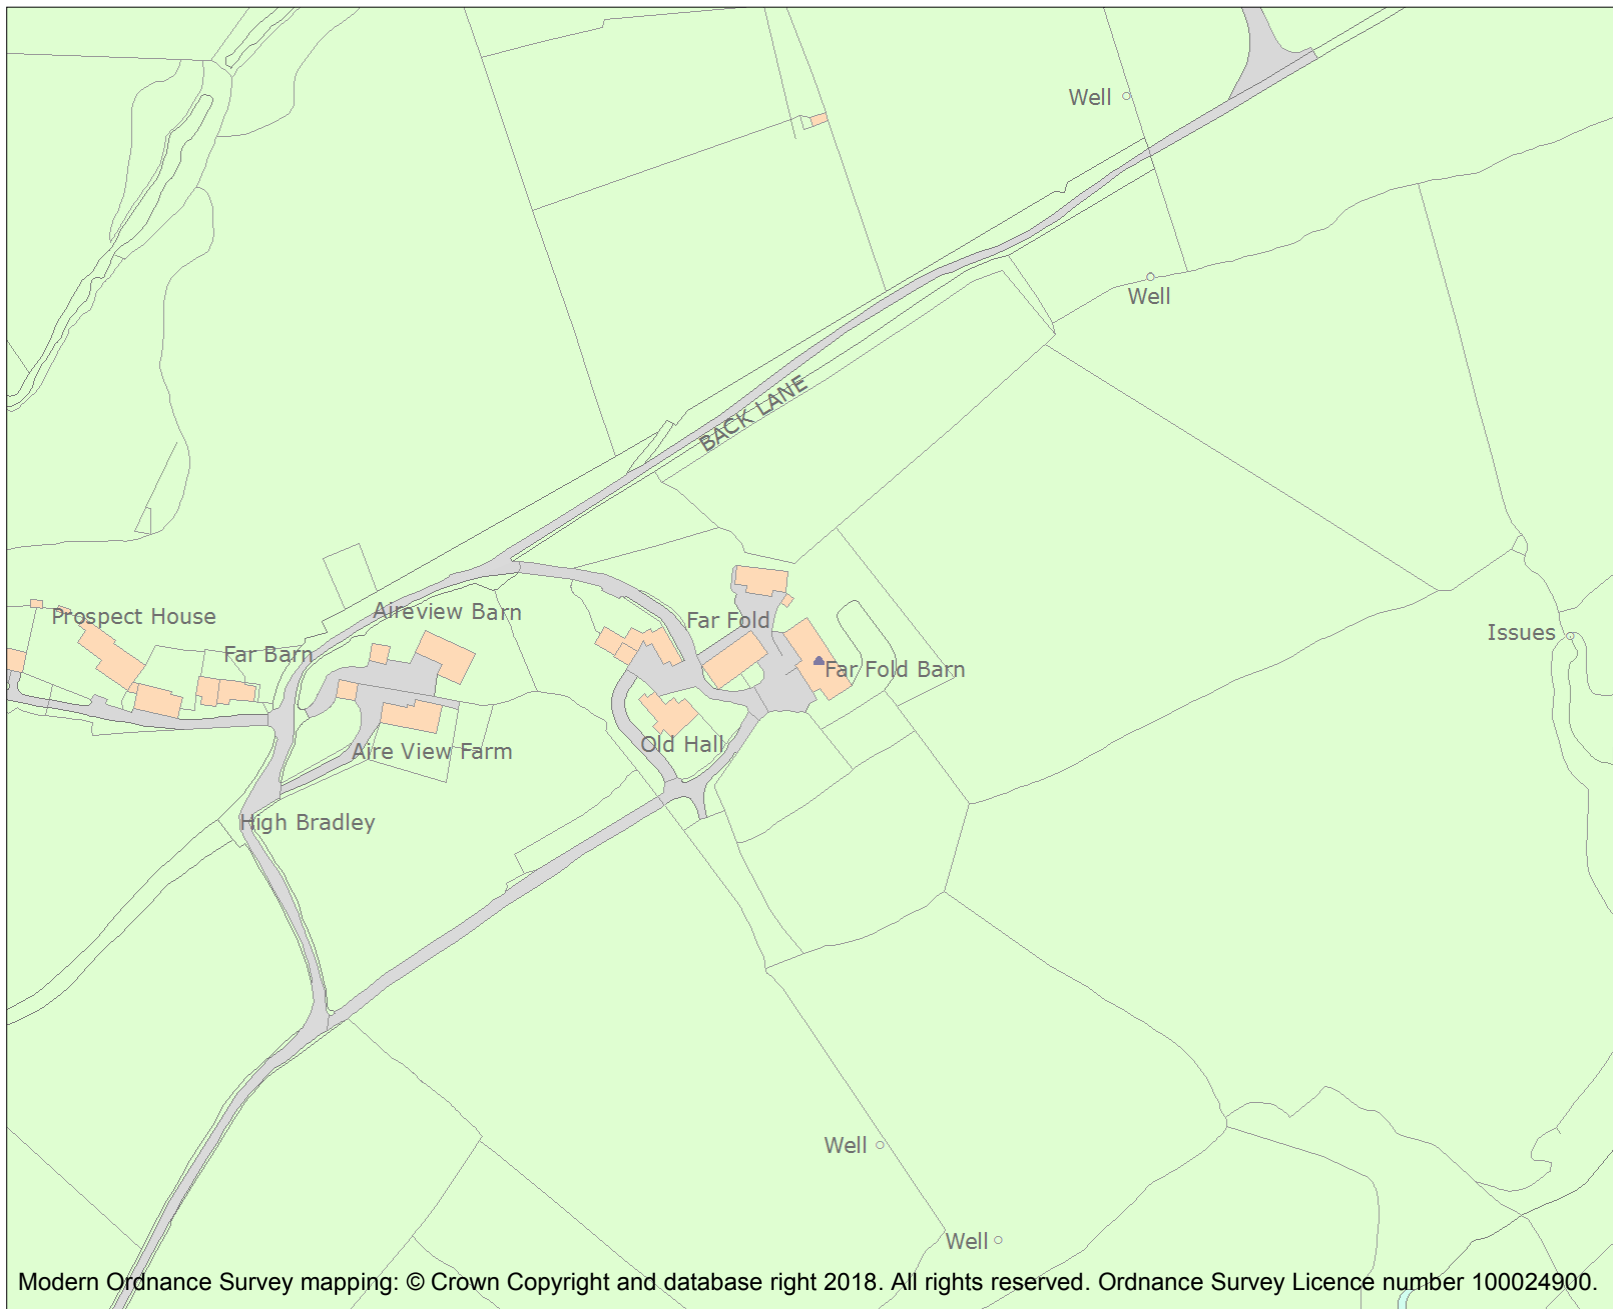 Well
Well
BACK LANE
Prospect House
Aireview Barn
Far Fold
Issues
Far Barn
Far Fold Barn
Old Hall
Aire View Farm
High Bradley
Well
Well
Modern Ordnance Survey mapping: © Crown Copyright and database right 2018. All rights reserved. Ordnance Survey Licence number 100024900.